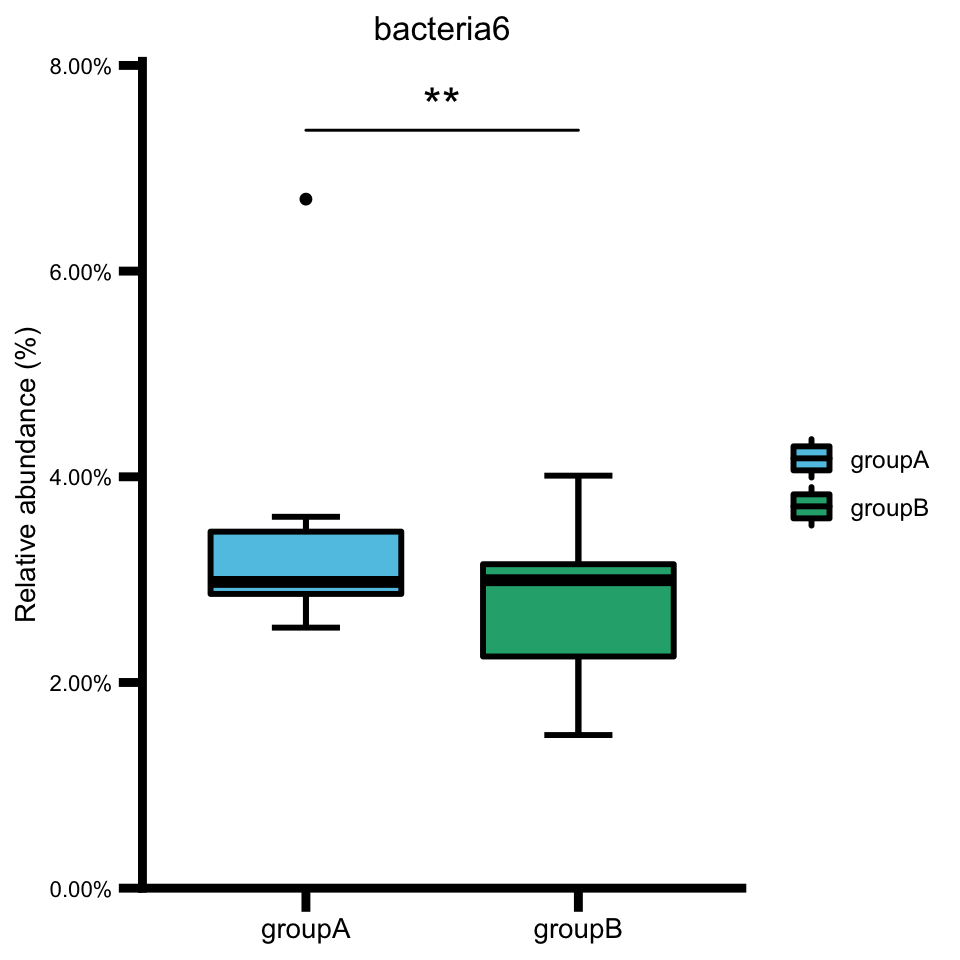 bacteria6
8.00%
**
6.00%
4.00%
2.00%
0.00%
Relative abundance (%)
groupA
groupB
groupA
groupB